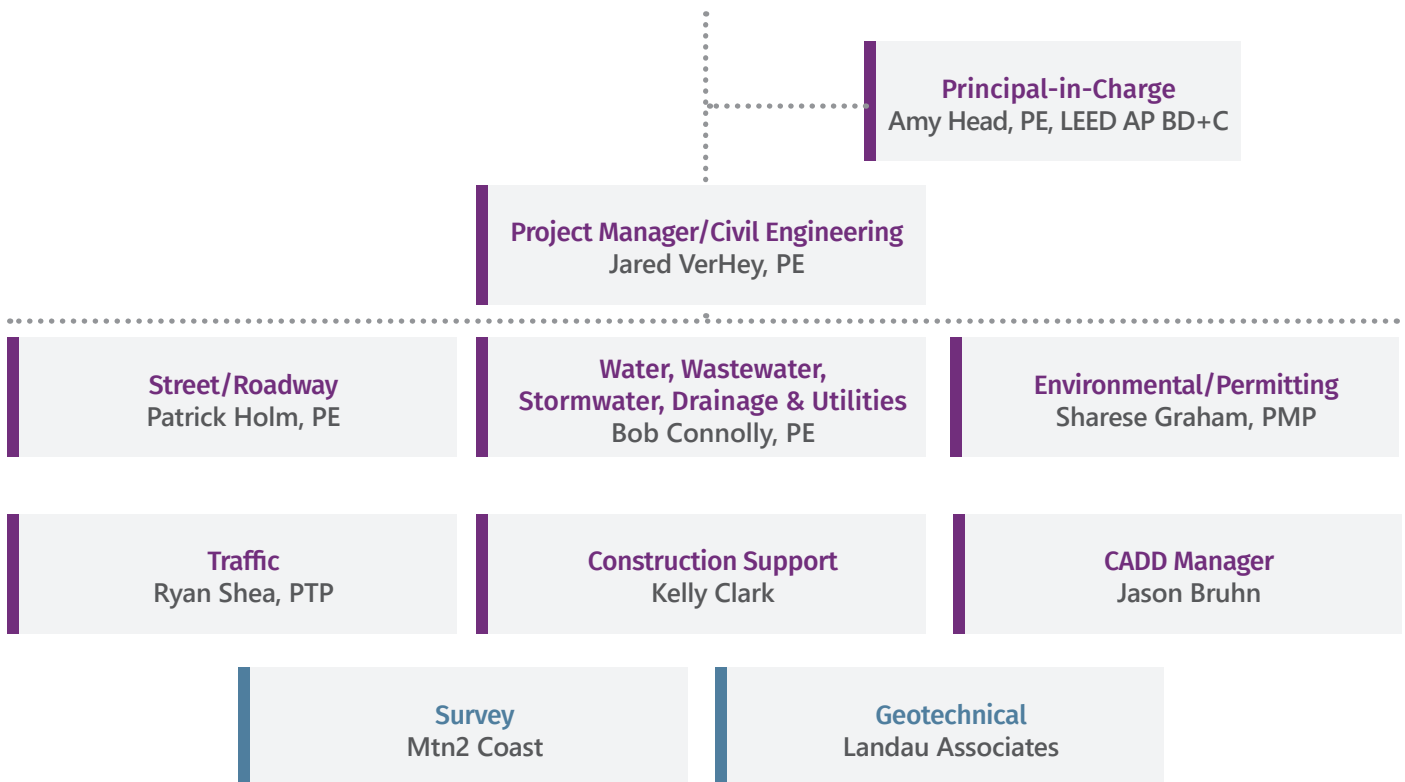 Principal-in-Charge
Amy Head, PE, LEED AP BD+C
Project Manager/Civil Engineering
Jared VerHey, PE
Street/Roadway
Patrick Holm, PE
Water, Wastewater,
Stormwater, Drainage & Utilities
Bob Connolly, PE
Environmental/Permitting
Sharese Graham, PMP
Traffic
Ryan Shea, PTP
Construction Support
Kelly Clark
CADD Manager
Jason Bruhn
Survey
Mtn2 Coast
Geotechnical
Landau Associates